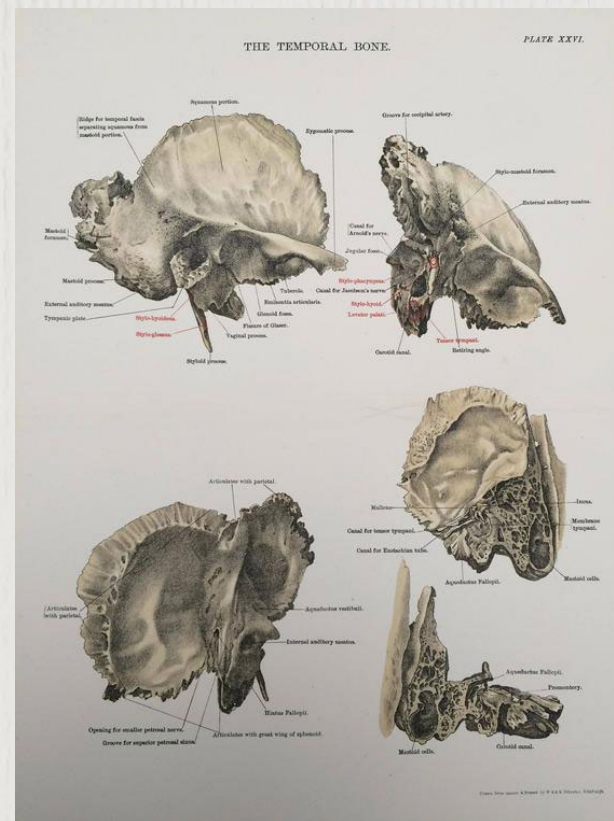 PLATE XXVI.
THE TEMPORAL BONE.
Squamous portion.
Ridge for temporal fascia
separating squamous from
mastoid portion.
Zygomatic process.
Mastoid
foramen.
Mastoid process.
External auditory meatus.
Tympanic plate.
Stylo-hyoideus.
Stylo-glossus.
Styloid process.
Vaginal process.
Fissure of Glaser.
Glenoid fossa.
Eminentia articularis.
Tubercle.
Groove for occipital artery.
Stylo-mastoid foramen.
External auditory meatus.
Canal for
Arnold's nerve.
Jugular fossa.
Stylo-pharyngeus.
Canal for Jacobson's nerve.
Stylo-hyoid.
Levator palati.
Tensor tympani.
Carotid canal.
Retiring angle.
Articulates with parietal.
Articulates
with parietal.
Aquæductus vestibuli.
Internal auditory meatus.
Hiatus Fallopii.
Opening for smaller petrosal nerve.
Groove for superior petrosal sinus.
Articulates with great wing of sphenoid.
Malleus
Incus.
Membrana
tympani.
Canal for tensor tympani.
Canal for Eustachian tube.
Aquæductus Fallopii.
Mastoid cells.
Aquæductus Fallopii.
Promontory.
Mastoid cells.
Carotid canal.